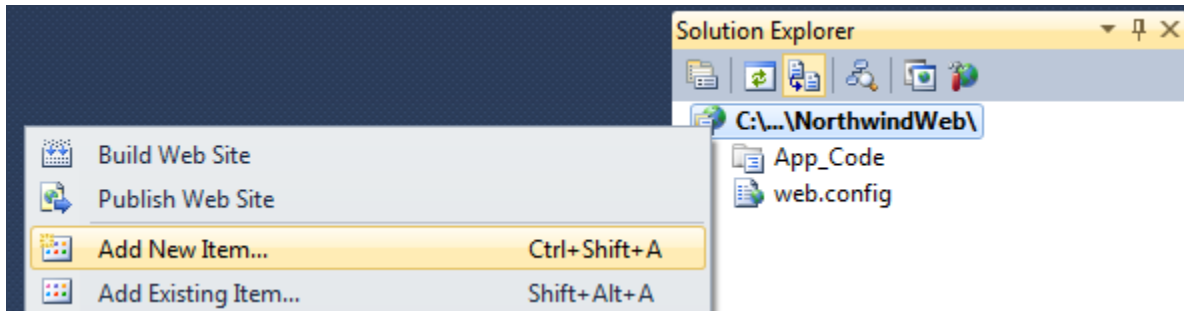 Solution Explorer
C:\...\NorthwindWeb\
App_Code
web.config
Build Web Site
Publish Web Site
Add New Item... Ctrl+Shift+A
Add Existing Item... Shift+Alt+A